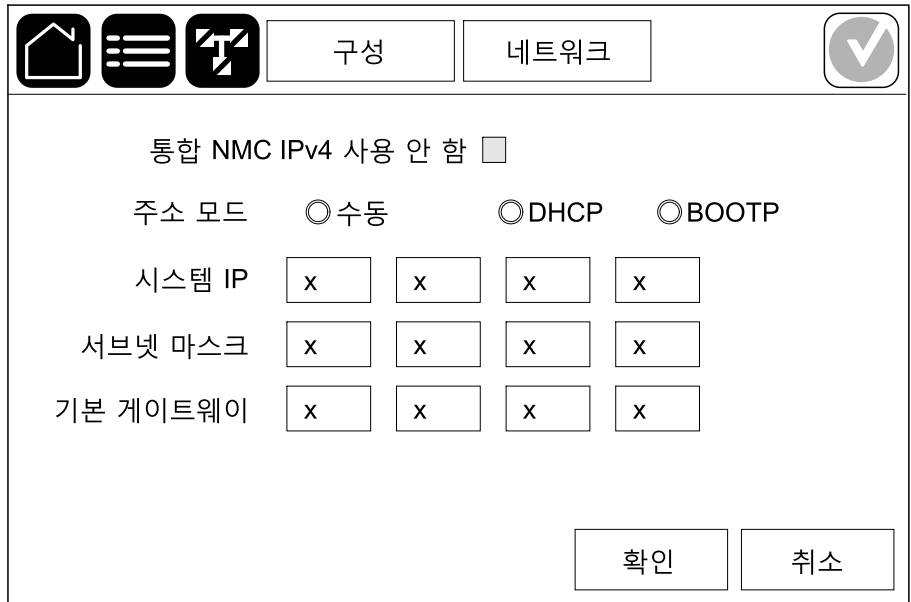 구성 네트워크
통합 NMC IPv4 사용 안 함
주소 모드 수동 DHCP BOOTP
시스템 IP x x x x
서브넷 마스크 x x x x
기본 게이트웨이 x x x x
확인 취소